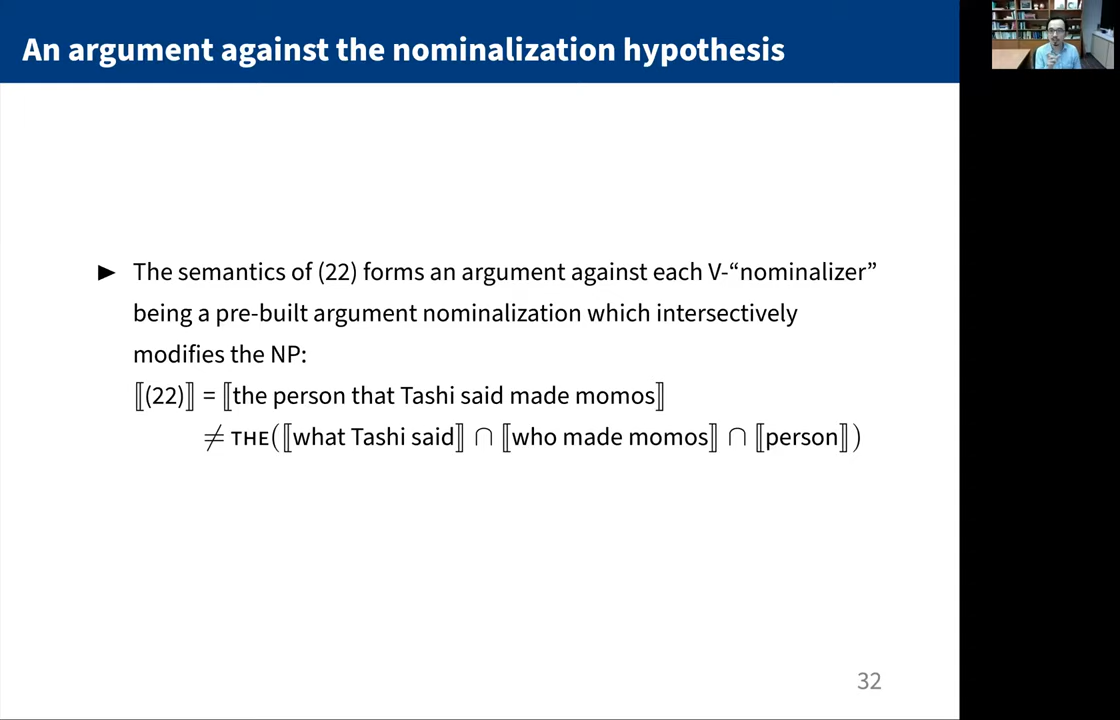 An argument against the nominalization hypothesis
▶ The semantics of (22) forms an argument against each V-“nominalizer”
being a pre-built argument nominalization which intersectively
modifies the NP:
⟦(22)⟧ = ⟦the person that Tashi said made momos⟧
≠ THE(⟦what Tashi said⟧ ∩ ⟦who made momos⟧ ∩ ⟦person⟧)
32